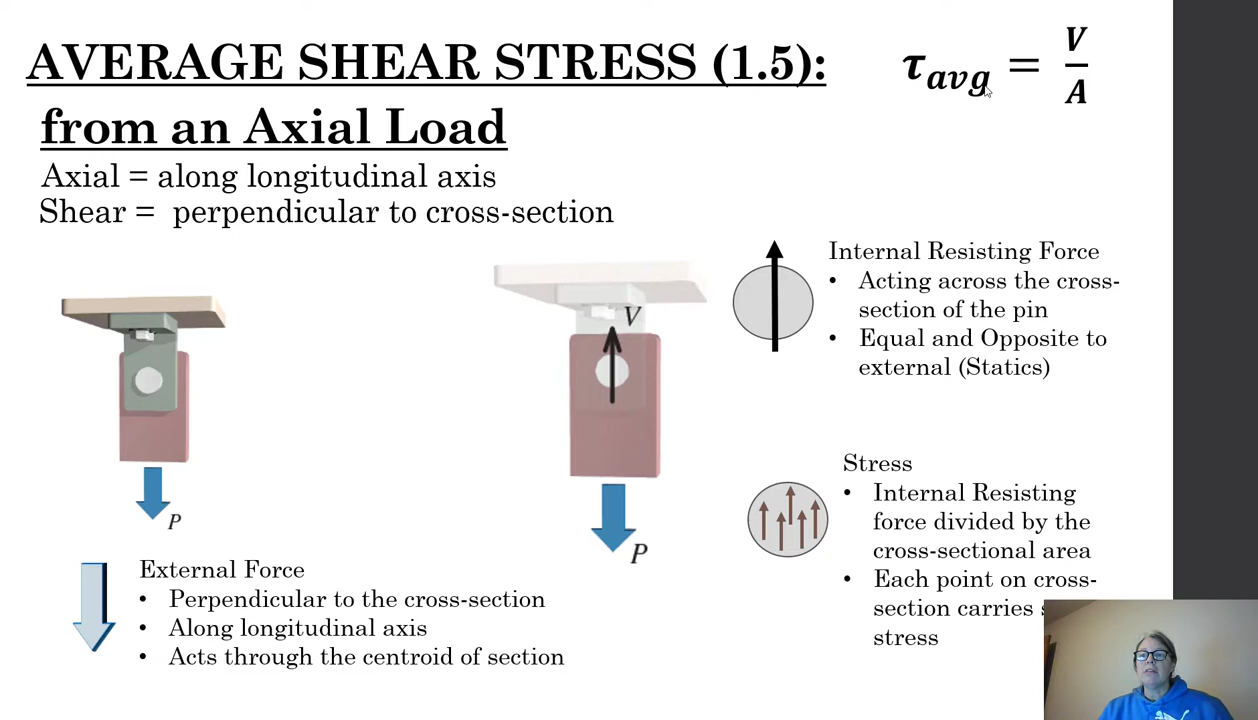 AVERAGE SHEAR STRESS (1.5):
from an Axial Load
τavg = V/A
Axial = along longitudinal axis
Shear = perpendicular to cross-section
P
External Force
• Perpendicular to the cross-section
• Along longitudinal axis
• Acts through the centroid of section
V
P
Internal Resisting Force
• Acting across the cross-
section of the pin
• Equal and Opposite to
external (Statics)
Stress
• Internal Resisting
force divided by the
cross-sectional area
• Each point on cross-
section carries
stress